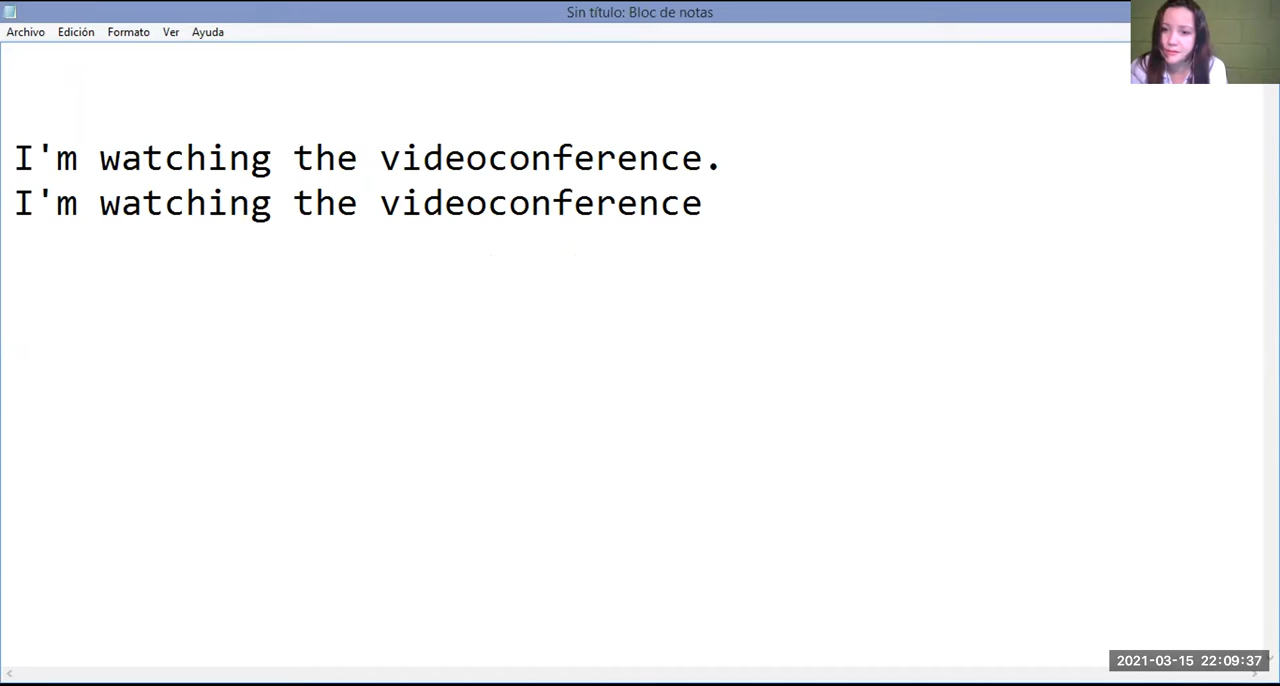 Sin título: Bloc de notas
Archivo Edición Formato Ver Ayuda
I'm watching the videoconference.
I'm watching the videoconference
2021-03-15 22:09:37